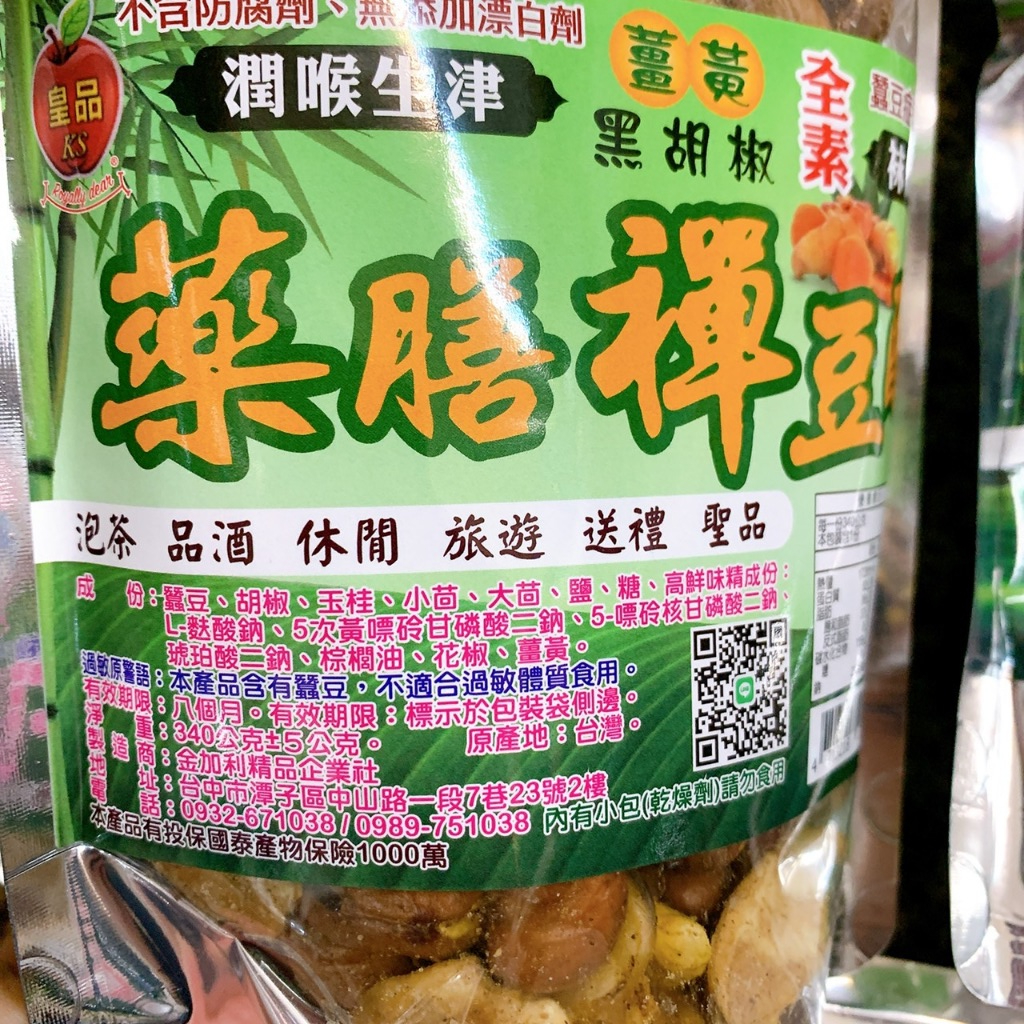 不含防腐劑、無添加漂白劑
皇品
KS
Loyally dear®
潤喉生津
薑黃
黑胡椒
全素
蠶豆
藥膳禪豆
泡茶 品酒 休閒 旅遊 送禮 聖品
成 份：蠶豆、胡椒、玉桂、小茴、大茴、鹽、糖、高鮮味精成份：
L-麩酸鈉、5次黃嘌呤甘磷酸二鈉、5-嘌呤核甘磷酸二鈉、
琥珀酸二鈉、棕櫚油、花椒、薑黃。
過敏原警語：本產品含有蠶豆，不適合過敏體質食用。
有效期限：八個月。有效期限：標示於包裝袋側邊。
淨 重：340公克±5公克。 原產地：台灣。
製造商：金加利精品企業社
地 址：台中市潭子區中山路一段7巷23號2樓
電 話：0932-671038 / 0989-751038 內有小包(乾燥劑)請勿食用
本產品有投保國泰產物保險1000萬